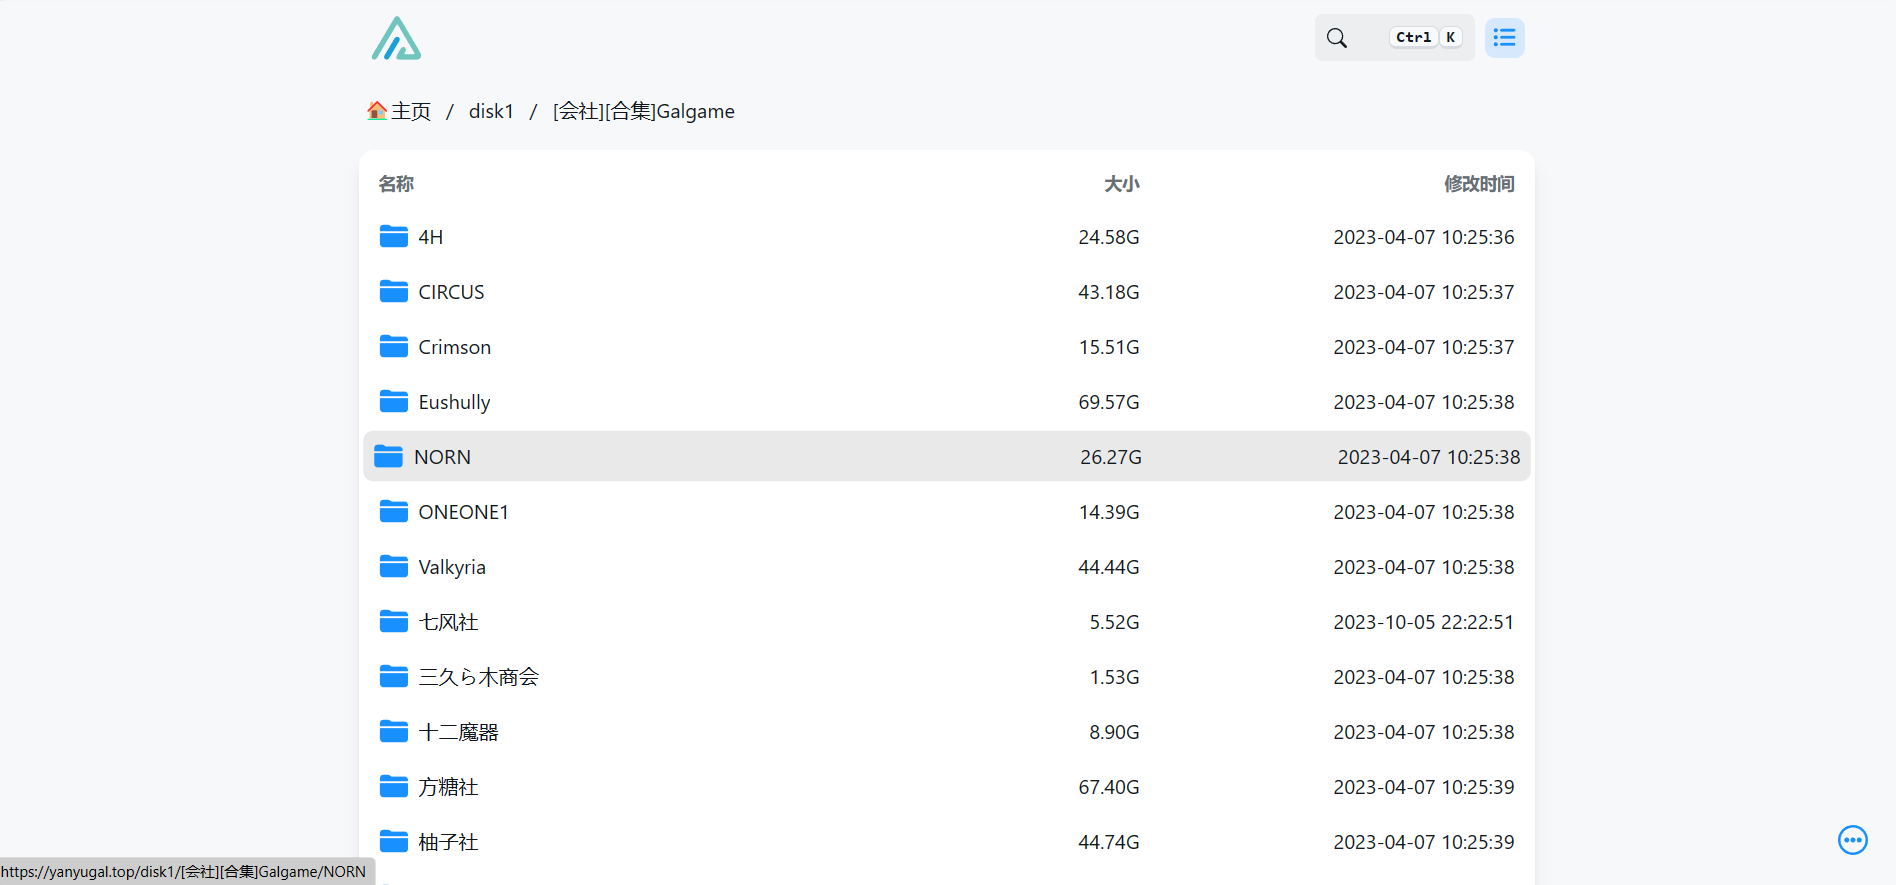 Ctrl K
主页 / disk1 / [会社][合集]Galgame
名称 大小 修改时间
4H 24.58G 2023-04-07 10:25:36
CIRCUS 43.18G 2023-04-07 10:25:37
Crimson 15.51G 2023-04-07 10:25:37
Eushully 69.57G 2023-04-07 10:25:38
NORN 26.27G 2023-04-07 10:25:38
ONEONE1 14.39G 2023-04-07 10:25:38
Valkyria 44.44G 2023-04-07 10:25:38
七风社 5.52G 2023-10-05 22:22:51
三久ら木商会 1.53G 2023-04-07 10:25:38
十二魔器 8.90G 2023-04-07 10:25:38
方糖社 67.40G 2023-04-07 10:25:39
柚子社 44.74G 2023-04-07 10:25:39
https://yanyugal.top/disk1/[会社][合集]Galgame/NORN